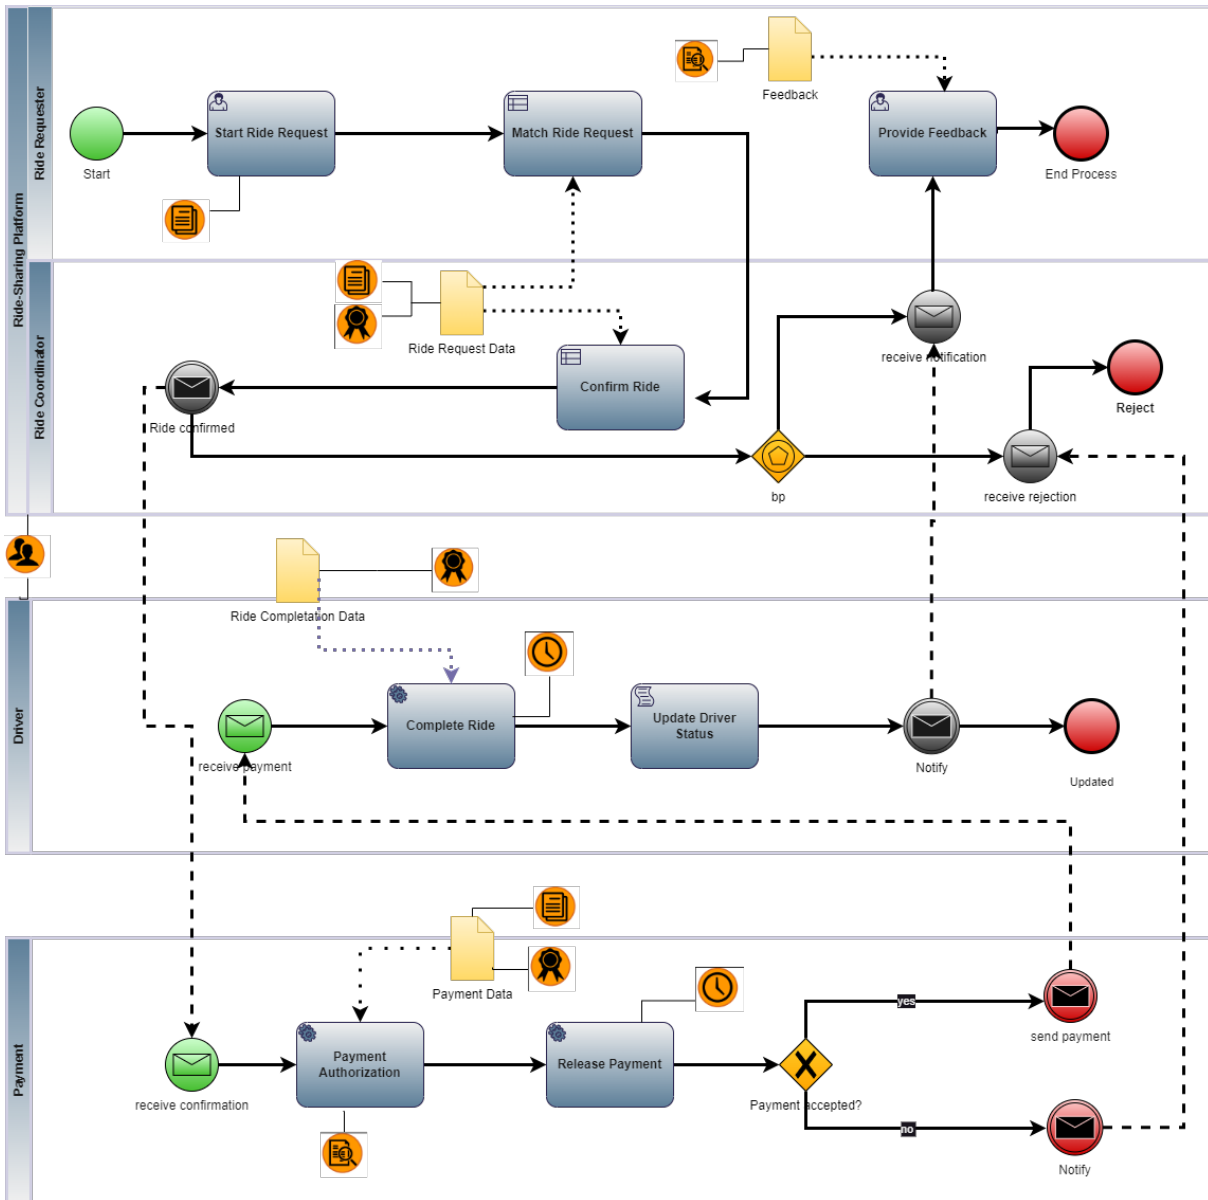 Ride-Sharing Platform
Ride Requester
Start
Start Ride Request
Match Ride Request
Feedback
Provide Feedback
End Process
Ride Coordinator
Ride Request Data
Confirm Ride
Ride confirmed
receive notification
Reject
bp
receive rejection
Driver
Ride Completation Data
receive payment
Complete Ride
Update Driver
Status
Notify
Updated
Payment
Payment Data
receive confirmation
Payment
Authorization
Release Payment
Payment accepted?
yes
send payment
no
Notify